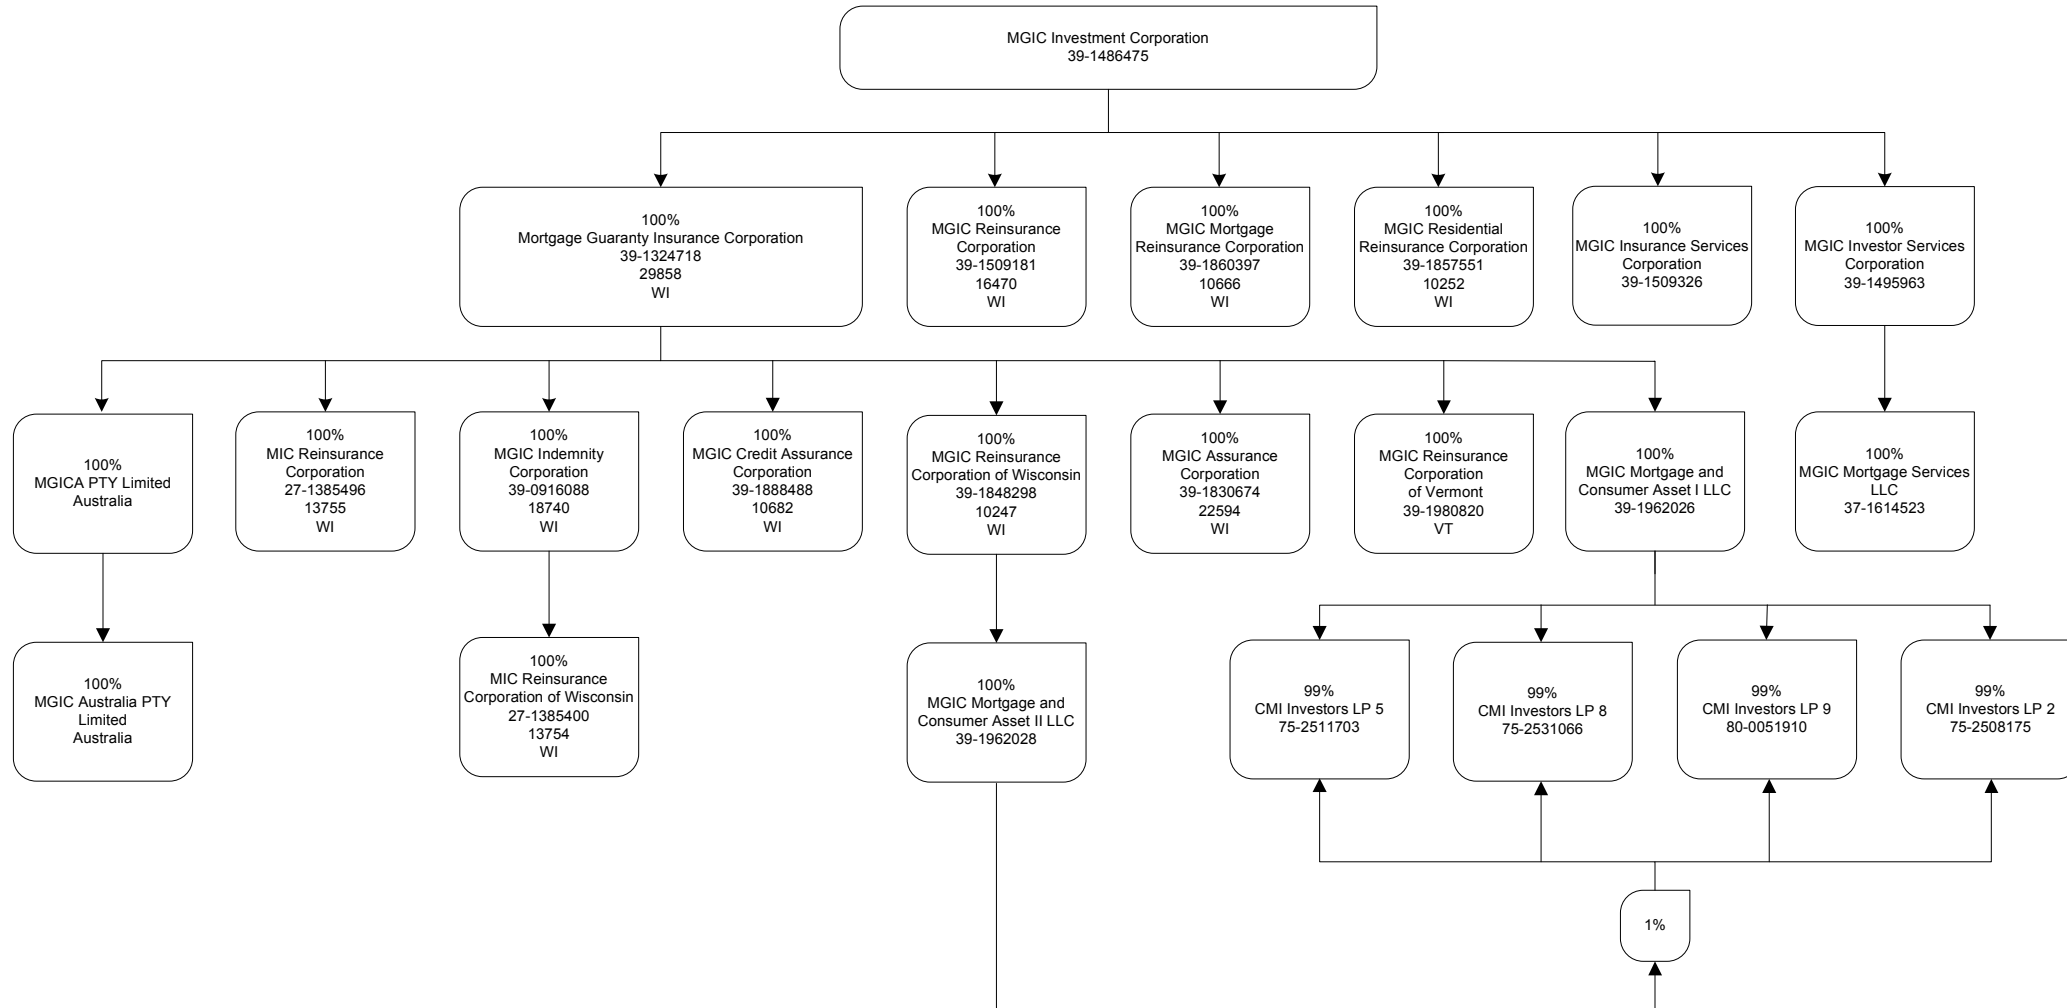 MGIC Investment Corporation
39-1486475
100%
Mortgage Guaranty Insurance Corporation
39-1324718
29858
WI
100%
MGIC Reinsurance
Corporation
39-1509181
16470
WI
100%
MGIC Mortgage
Reinsurance Corporation
39-1860397
10666
WI
100%
MGIC Residential
Reinsurance Corporation
39-1857551
10252
WI
100%
MGIC Insurance Services
Corporation
39-1509326
100%
MGIC Investor Services
Corporation
39-1495963
100%
MGICA PTY Limited
Australia
100%
MIC Reinsurance
Corporation
27-1385496
13755
WI
100%
MGIC Indemnity
Corporation
39-0916088
18740
WI
100%
MGIC Credit Assurance
Corporation
39-1888488
10682
WI
100%
MGIC Reinsurance
Corporation of Wisconsin
39-1848298
10247
WI
100%
MGIC Assurance
Corporation
39-1830674
22594
WI
100%
MGIC Reinsurance
Corporation
of Vermont
39-1980820
VT
100%
MGIC Mortgage and
Consumer Asset I LLC
39-1962026
100%
MGIC Mortgage Services
LLC
37-1614523
100%
MGIC Australia PTY
Limited
Australia
100%
MIC Reinsurance
Corporation of Wisconsin
27-1385400
13754
WI
100%
MGIC Mortgage and
Consumer Asset II LLC
39-1962028
99%
CMI Investors LP 5
75-2511703
99%
CMI Investors LP 8
75-2531066
99%
CMI Investors LP 9
80-0051910
99%
CMI Investors LP 2
75-2508175
1%